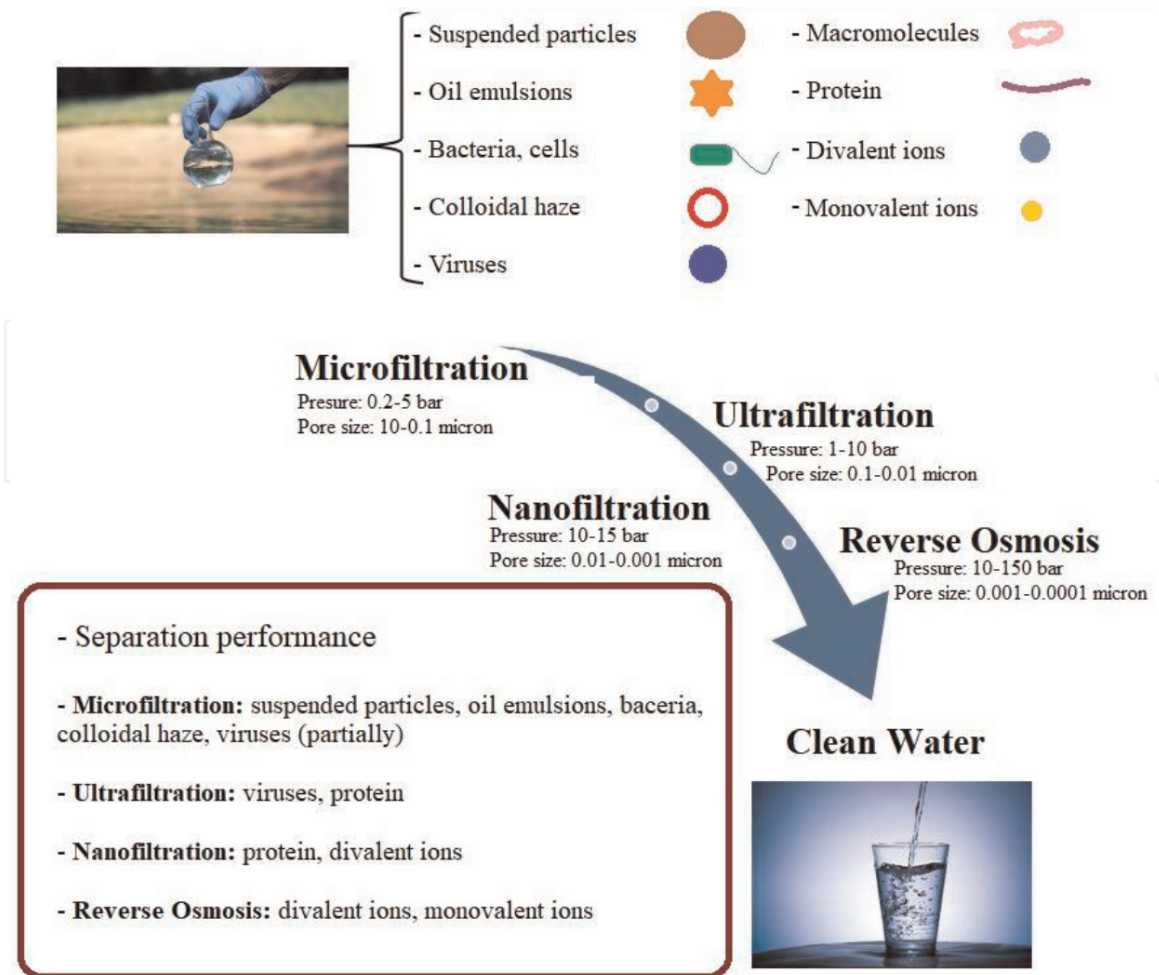 - Suspended particles
- Oil emulsions
- Bacteria, cells
- Colloidal haze
- Viruses
- Macromolecules
- Protein
- Divalent ions
- Monovalent ions
Microfiltration
Presure: 0.2-5 bar
Pore size: 10-0.1 micron
Ultrafiltration
Pressure: 1-10 bar
Pore size: 0.1-0.01 micron
Nanofiltration
Pressure: 10-15 bar
Pore size: 0.01-0.001 micron
Reverse Osmosis
Pressure: 10-150 bar
Pore size: 0.001-0.0001 micron
- Separation performance
- Microfiltration: suspended particles, oil emulsions, baceria,
colloidal haze, viruses (partially)
- Ultrafiltration: viruses, protein
- Nanofiltration: protein, divalent ions
- Reverse Osmosis: divalent ions, monovalent ions
Clean Water